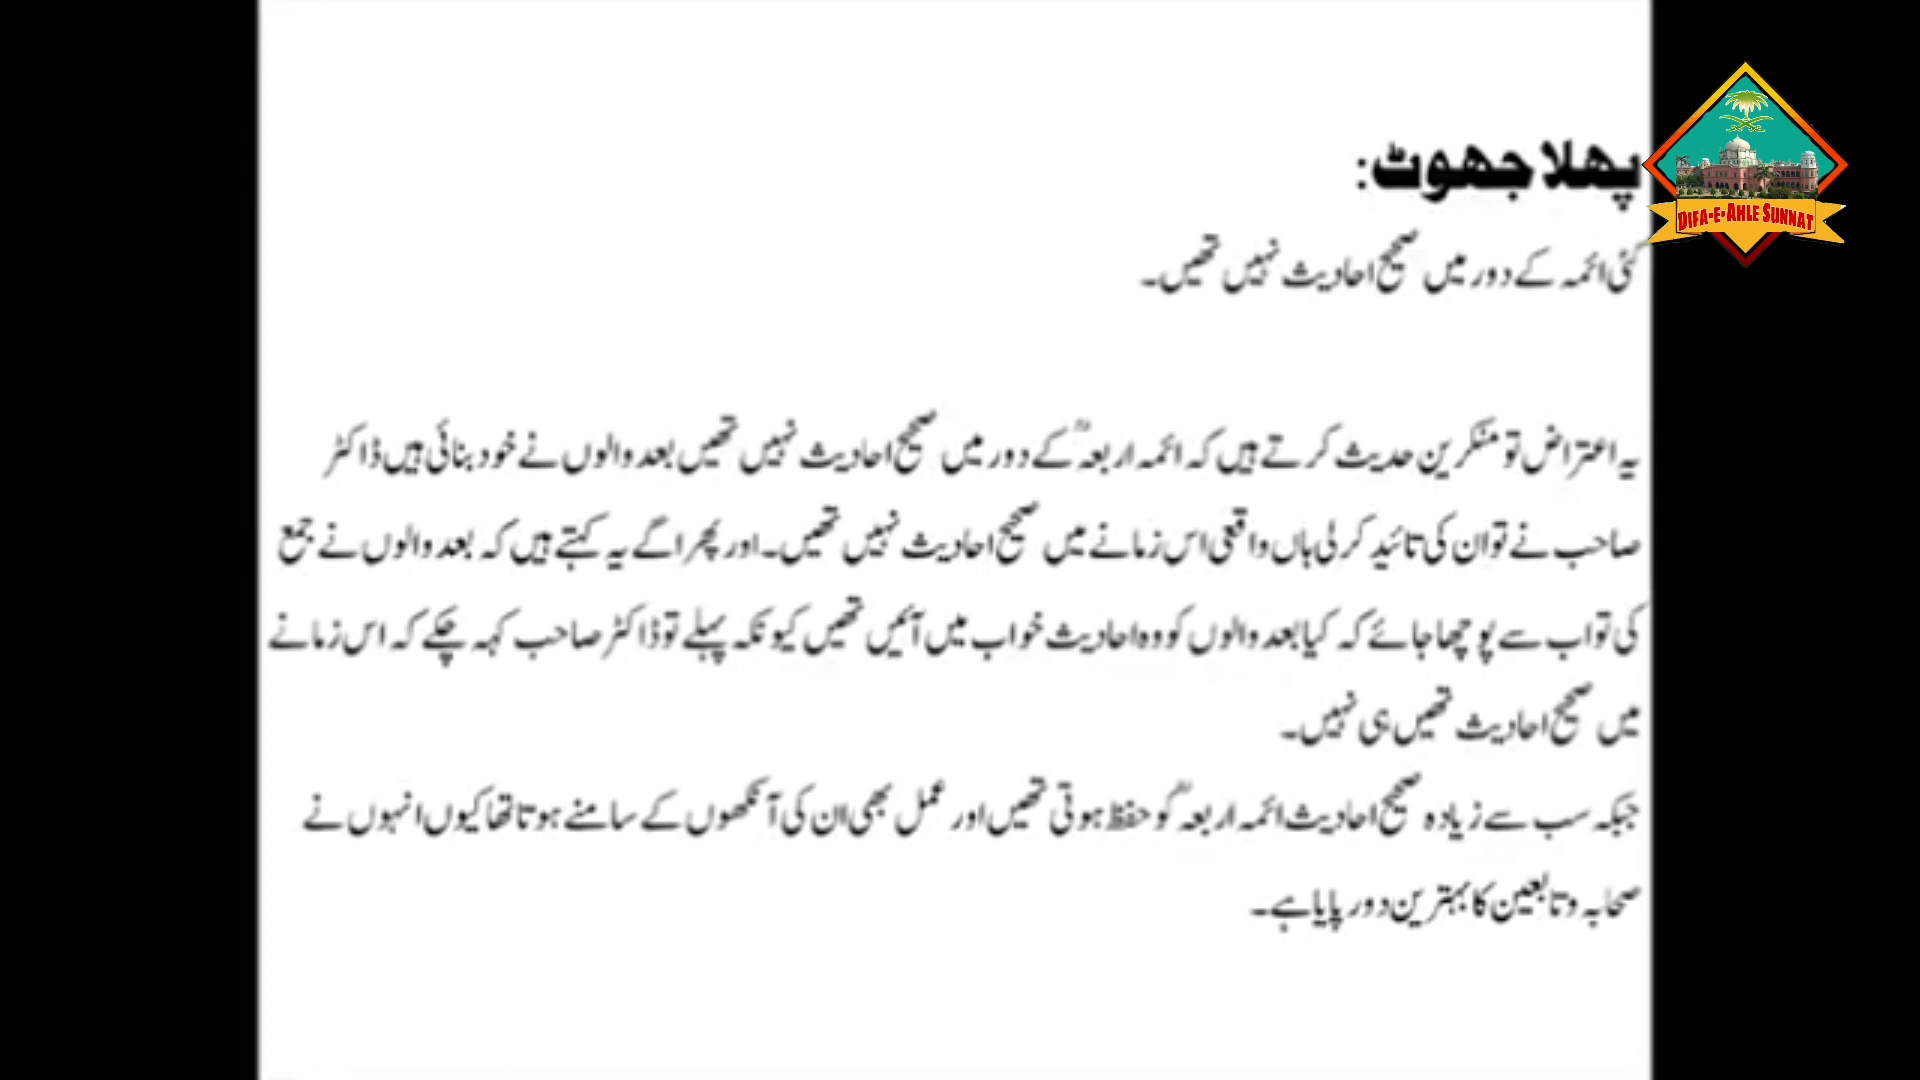 پھلا جھوٹ:
DIFA-E-AHLE SUNNAT
کئی ائمہ کے دور میں صحیح احادیث نہیں تھیں۔
یہ اعتراض تو منکرین حدیث کرتے ہیں کہ ائمہ اربعہؒ کے دور میں صحیح احادیث نہیں تھیں بعد والوں نے خود بنائی ہیں ڈاکٹر
صاحب نے تو ان کی تائید کر لی ہاں واقعی اس زمانے میں صحیح احادیث نہیں تھیں۔ اور پھر اگے یہ کہتے ہیں کہ بعد والوں نے جمع
کی تو اب سے پوچھا جائے کہ کیا بعد والوں کو وہ احادیث خواب میں آئیں تھیں کیونکہ پہلے تو ڈاکٹر صاحب کہہ چکے کہ اس زمانے
میں صحیح احادیث تھیں ہی نہیں۔
جبکہ سب سے زیادہ صحیح احادیث ائمہ اربعہؒ کو حفظ ہوتی تھیں اور عمل بھی ان کی آنکھوں کے سامنے ہوتا تھا کیوں انہوں نے
صحابہ و تابعین کا بہترین دور پایا ہے۔